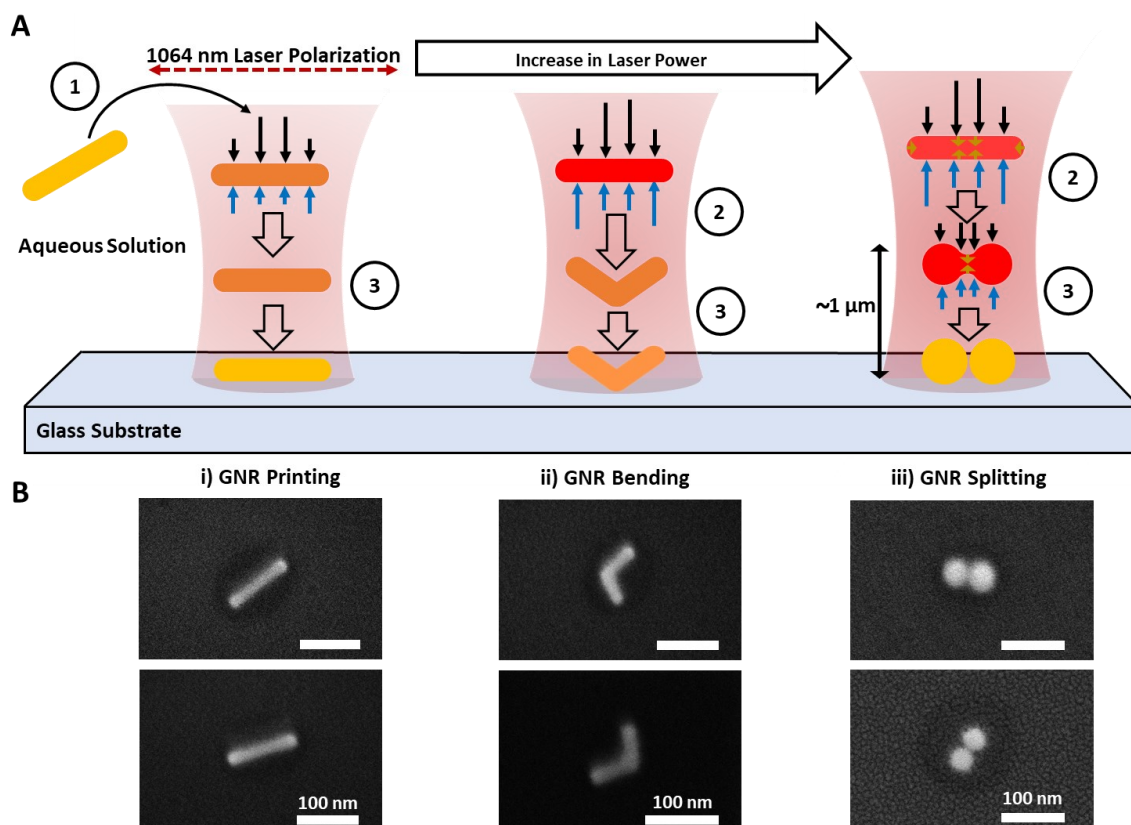 A
1064 nm Laser Polarization
Increase in Laser Power
1
2
2
Aqueous Solution
3
3
3
~1 µm
Glass Substrate
B
i) GNR Printing
ii) GNR Bending
iii) GNR Splitting
100 nm
100 nm
100 nm